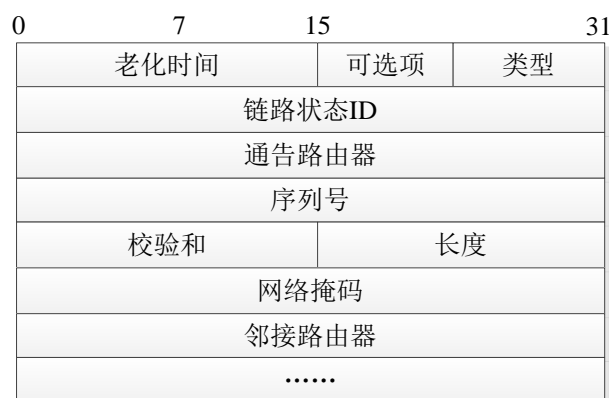 0 7 15 31
老化时间 可选项 类型
链路状态ID
通告路由器
序列号
校验和 长度
网络掩码
邻接路由器
……